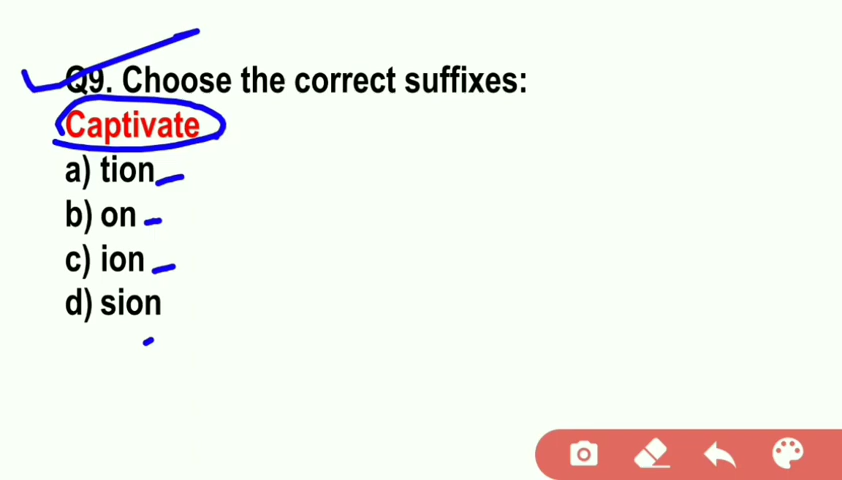 Q9. Choose the correct suffixes:
Captivate
a) tion
b) on
c) ion
d) sion